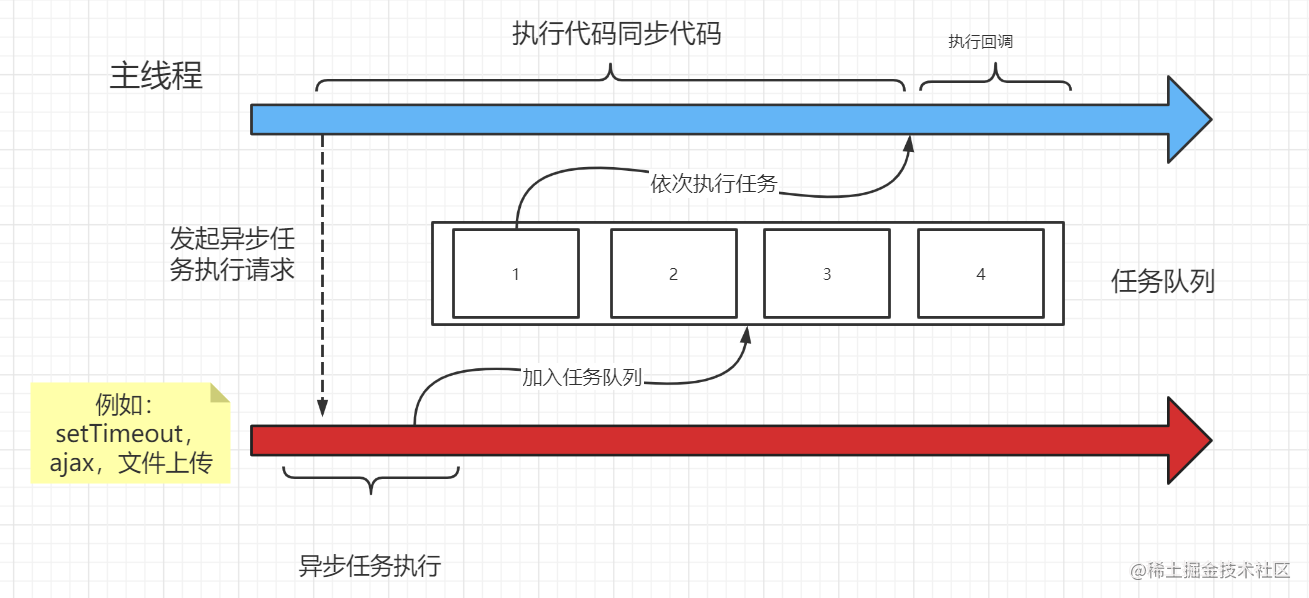 执行代码同步代码
执行回调
主线程
依次执行任务
发起异步任
务执行请求
1
2
3
4
任务队列
加入任务队列
例如：
setTimeout，
ajax，文件上传
异步任务执行
@稀土掘金技术社区